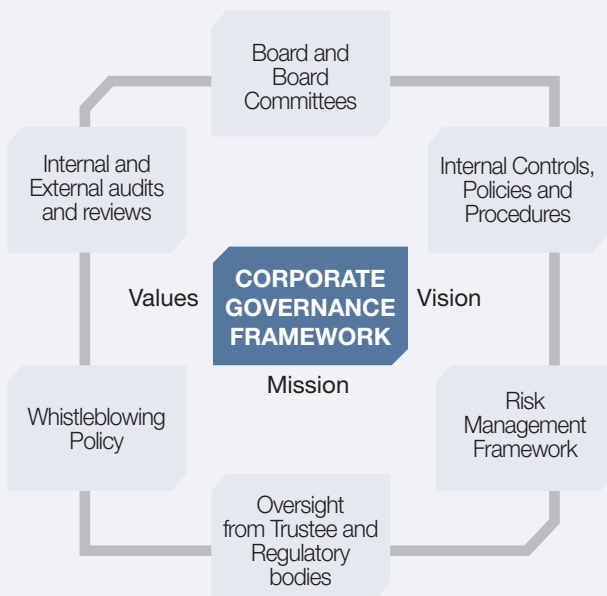 Board and
Board
Committees
Internal and
External audits
and reviews
Internal Controls,
Policies and
Procedures
Values
CORPORATE
GOVERNANCE
FRAMEWORK
Vision
Mission
Whistleblowing
Policy
Risk
Management
Framework
Oversight
from Trustee and
Regulatory
bodies